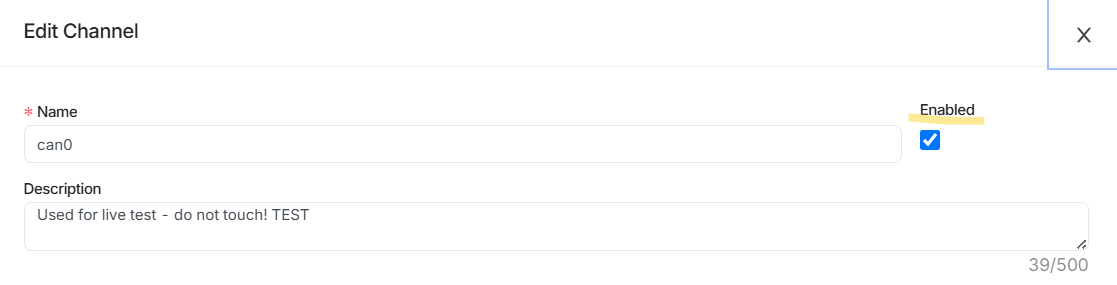 Edit Channel
X
* Name
Enabled
can0
Description
Used for live test - do not touch! TEST
39/500